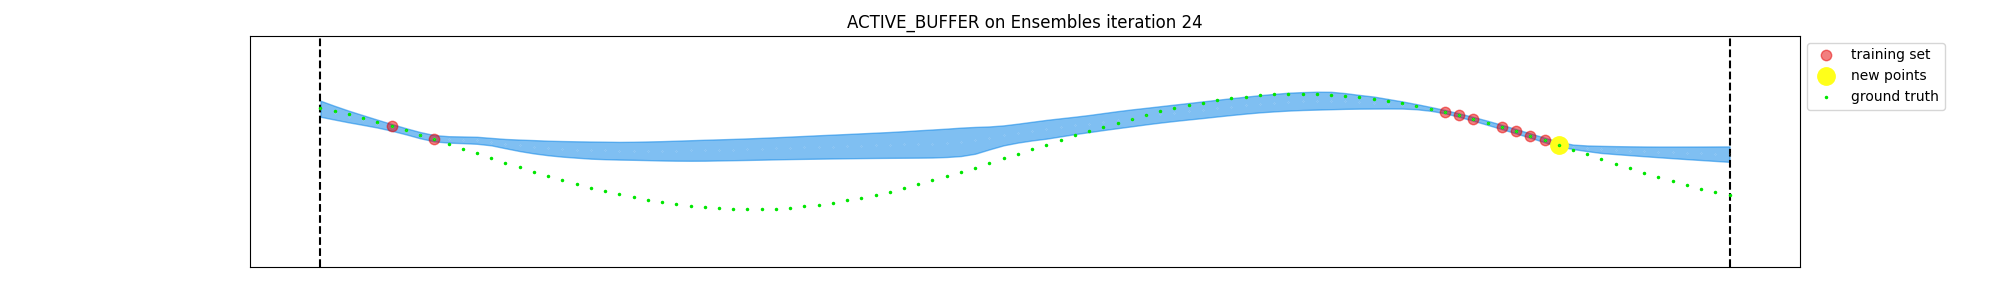 ACTIVE_BUFFER on Ensembles iteration 24
training set
new points
ground truth